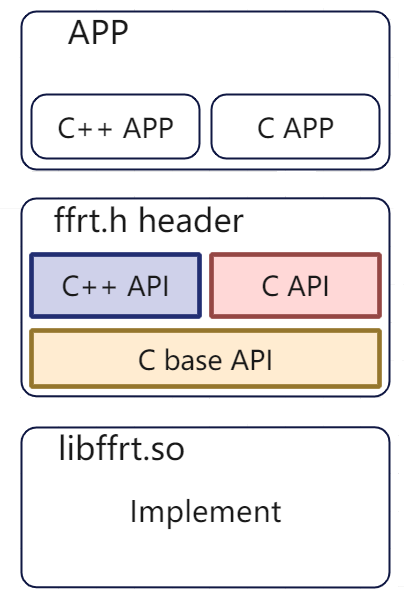 APP
C++ APP
C APP
ffrt.h header
C++ API
C API
C base API
libffrt.so
Implement